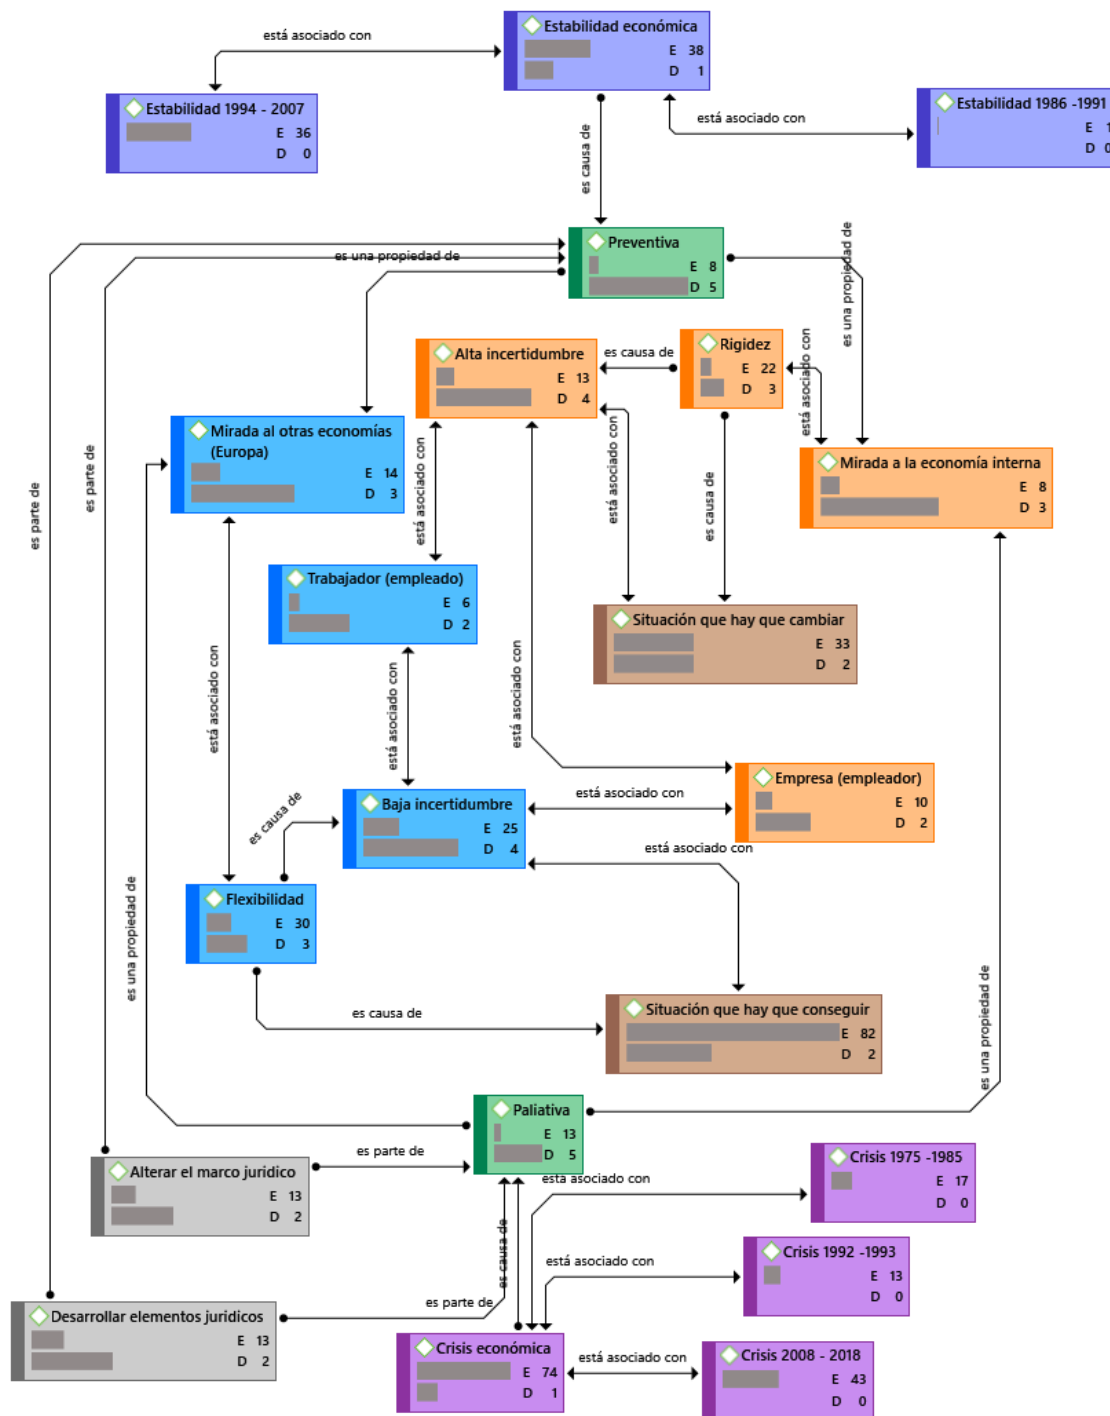 Estabilidad económica
E 38
D 1
está asociado con
Estabilidad 1994 - 2007
E 36
D 0
está asociado con
Estabilidad 1986 -1991
E 1
D 0
es causa de
Preventiva
E 8
D 5
es una propiedad de
es una propiedad de
es parte de
es parte de
Alta incertidumbre
E 13
D 4
es causa de
Rigidez
E 22
D 3
está asociado con
Mirada al otras economías
(Europa)
E 14
D 3
Mirada a la economía interna
E 8
D 3
está asociado con
está asociado con
es causa de
Trabajador (empleado)
E 6
D 2
Situación que hay que cambiar
E 33
D 2
está asociado con
está asociado con
está asociado con
Empresa (empleador)
E 10
D 2
Baja incertidumbre
E 25
D 4
está asociado con
está asociado con
es causa de
Flexibilidad
E 30
D 3
es una propiedad de
es causa de
Situación que hay que conseguir
E 82
D 2
es una propiedad de
Paliativa
E 13
D 5
Alterar el marco juridico
E 13
D 2
es parte de
está asociado con
Crisis 1975 -1985
E 17
D 0
es causa de
está asociado con
Crisis 1992 -1993
E 13
D 0
Desarrollar elementos juridicos
E 13
D 2
es parte de
Crisis económica
E 74
D 1
está asociado con
Crisis 2008 - 2018
E 43
D 0